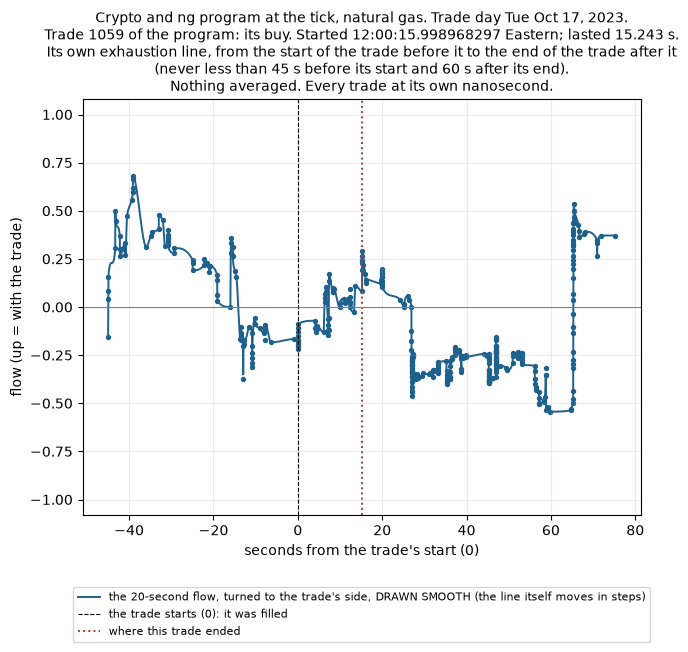 Crypto and ng program at the tick, natural gas. Trade day Tue Oct 17, 2023.
Trade 1059 of the program: its buy. Started 12:00:15.998968297 Eastern; lasted 15.243 s.
Its own exhaustion line, from the start of the trade before it to the end of the trade after it
(never less than 45 s before its start and 60 s after its end).
Nothing averaged. Every trade at its own nanosecond.
1.00
0.75
0.50
0.25
0.00
−0.25
−0.50
−0.75
−1.00
flow (up = with the trade)
−40
−20
0
20
40
60
80
seconds from the trade's start (0)
the 20-second flow, turned to the trade's side, DRAWN SMOOTH (the line itself moves in steps)
the trade starts (0): it was filled
where this trade ended